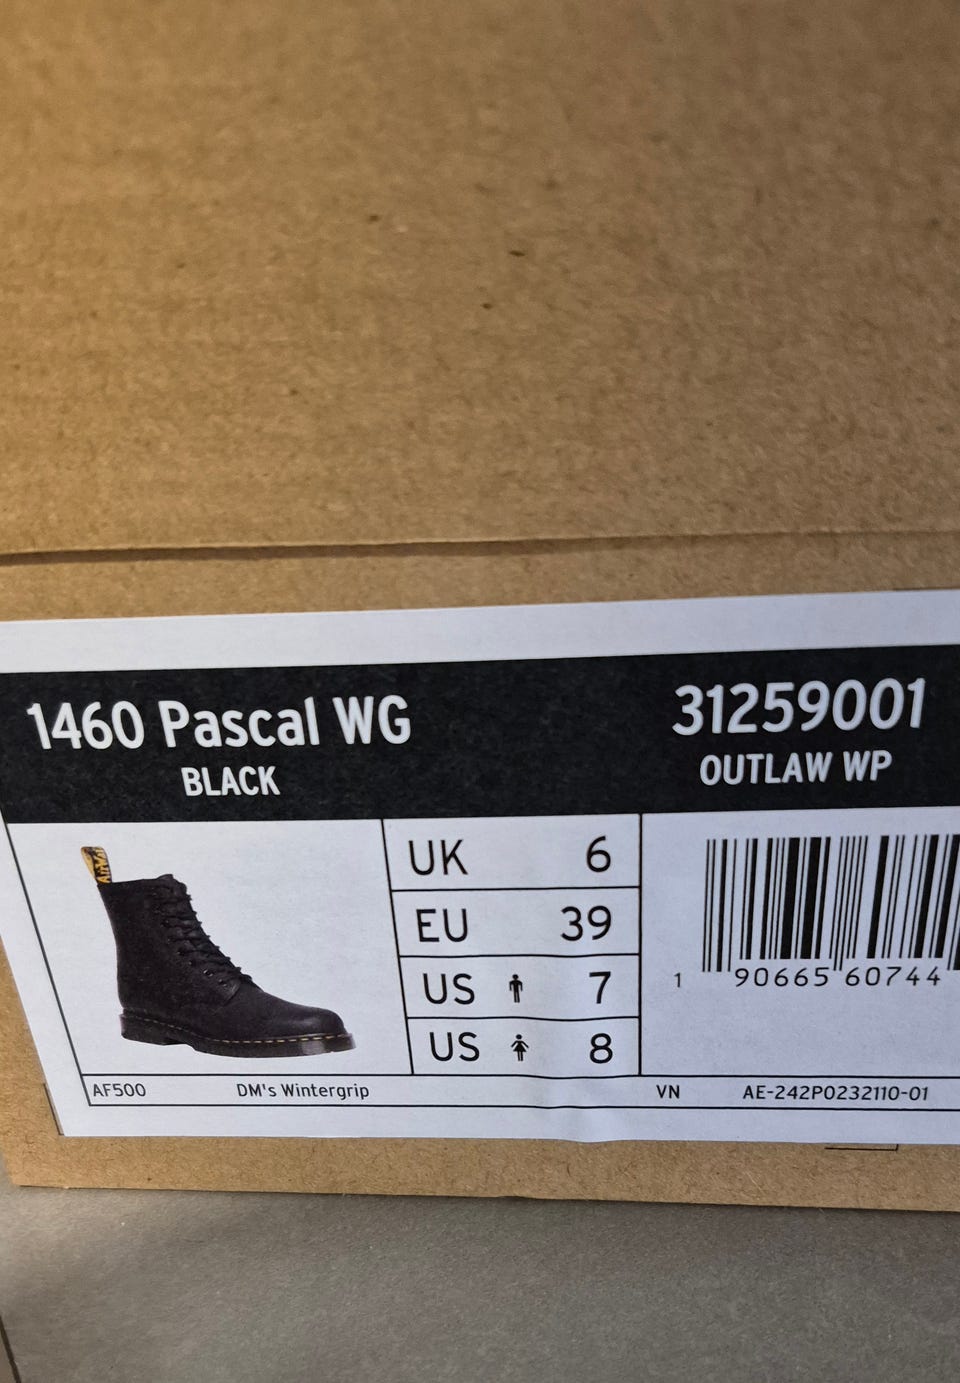 1460 Pascal WG
BLACK
31259001
OUTLAW WP
UK 6
EU 39
US 7
US 8
1 90665 60744
AF500 DM's Wintergrip VN AE-242P0232110-01